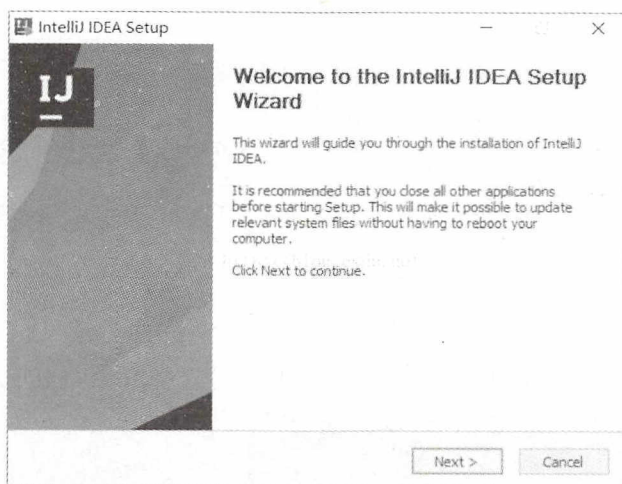 IntelliJ IDEA Setup
IJ
Welcome to the IntelliJ IDEA Setup
Wizard
This wizard will guide you through the installation of IntelliJ
IDEA.
It is recommended that you close all other applications
before starting Setup. This will make it possible to update
relevant system files without having to reboot your
computer.
Click Next to continue.
Next >
Cancel